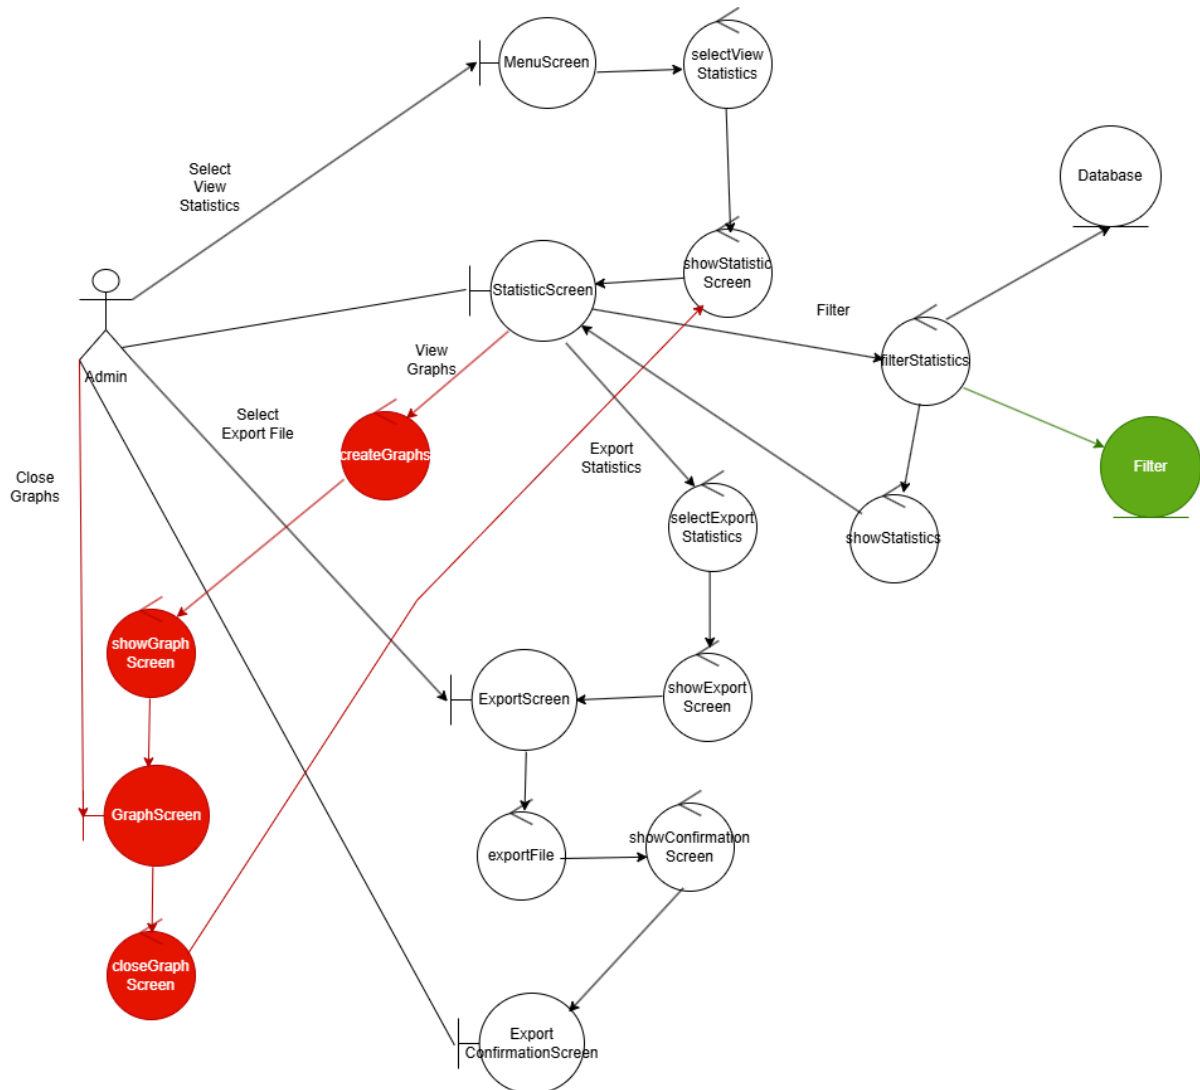 MenuScreen
selectView
Statistics
Select
View
Statistics
Database
showStatistic
Screen
StatisticScreen
Filter
filterStatistics
View
Graphs
Admin
Select
Export File
createGraphs
Export
Statistics
Filter
Close
Graphs
selectExport
Statistics
showStatistics
showGraph
Screen
showExport
Screen
ExportScreen
GraphScreen
showConfirmation
Screen
exportFile
closeGraph
Screen
Export
ConfirmationScreen